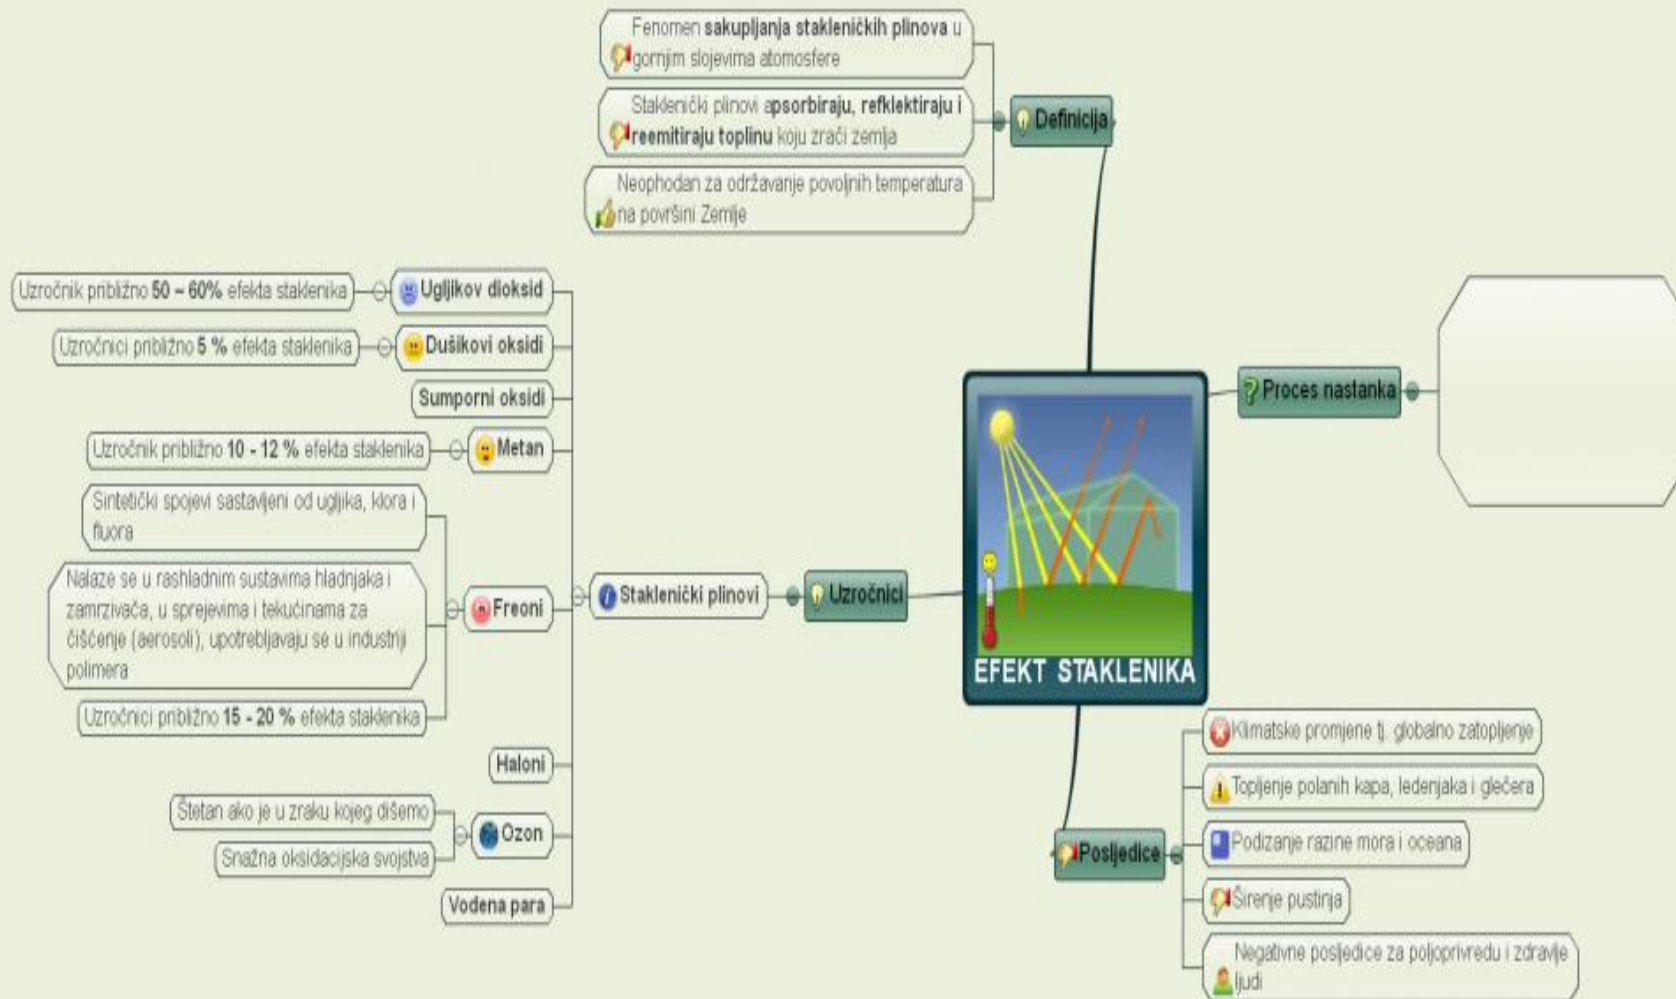 Fenomen sakupljanja stakleničkih plinova u
gornjim slojevima atmosfere
Staklenički plinovi apsorbiraju, refklektiraju i
reemitiraju toplinu koju zrači zemlja
Neophodan za održavanje povoljnih temperatura
na površini Zemlje
Definicija
Uzročnik približno 50 – 60% efekta staklenika
Ugljikov dioksid
Uzročnici približno 5 % efekta staklenika
Dušikovi oksidi
Sumporni oksidi
Uzročnik približno 10 - 12 % efekta staklenika
Metan
Sintetički spojevi sastavljeni od ugljika, klora i
fluora
Nalaze se u rashladnim sustavima hladnjaka i
zamrzivača, u sprejevima i tekućinama za
čišćenje (aerosoli), upotrebljavaju se u industriji
polimera
Uzročnici približno 15 - 20 % efekta staklenika
Freoni
Haloni
Štetan ako je u zraku kojeg dišemo
Snažna oksidacijska svojstva
Ozon
Vodena para
Staklenički plinovi
Uzročnici
EFEKT STAKLENIKA
Proces nastanka
Posljedice
Klimatske promjene tj. globalno zatopljenje
Topljenje polanih kapa, ledenjaka i glečera
Podizanje razine mora i oceana
Širenje pustinja
Negativne posljedice za poljoprivredu i zdravlje
ljudi